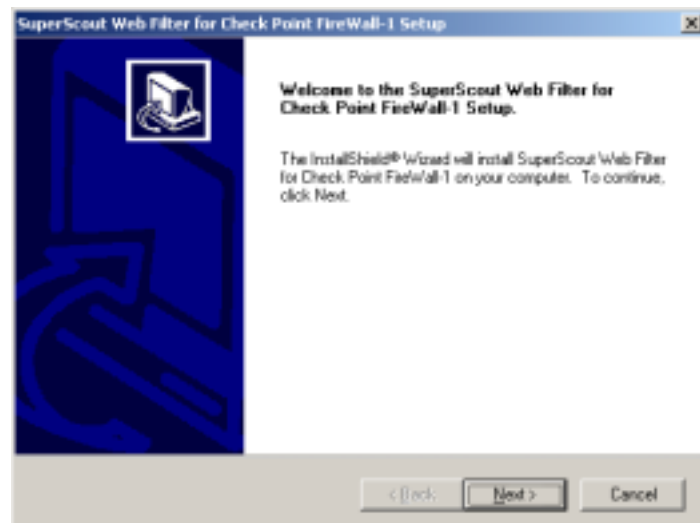 SuperScout Web Filter for Check Point FireWall-1 Setup
Welcome to the SuperScout Web Filter for
Check Point FireWall-1 Setup.
The InstallShield® Wizard will install SuperScout Web Filter
for Check Point FireWall-1 on your computer. To continue,
click Next.
< Back
Next >
Cancel